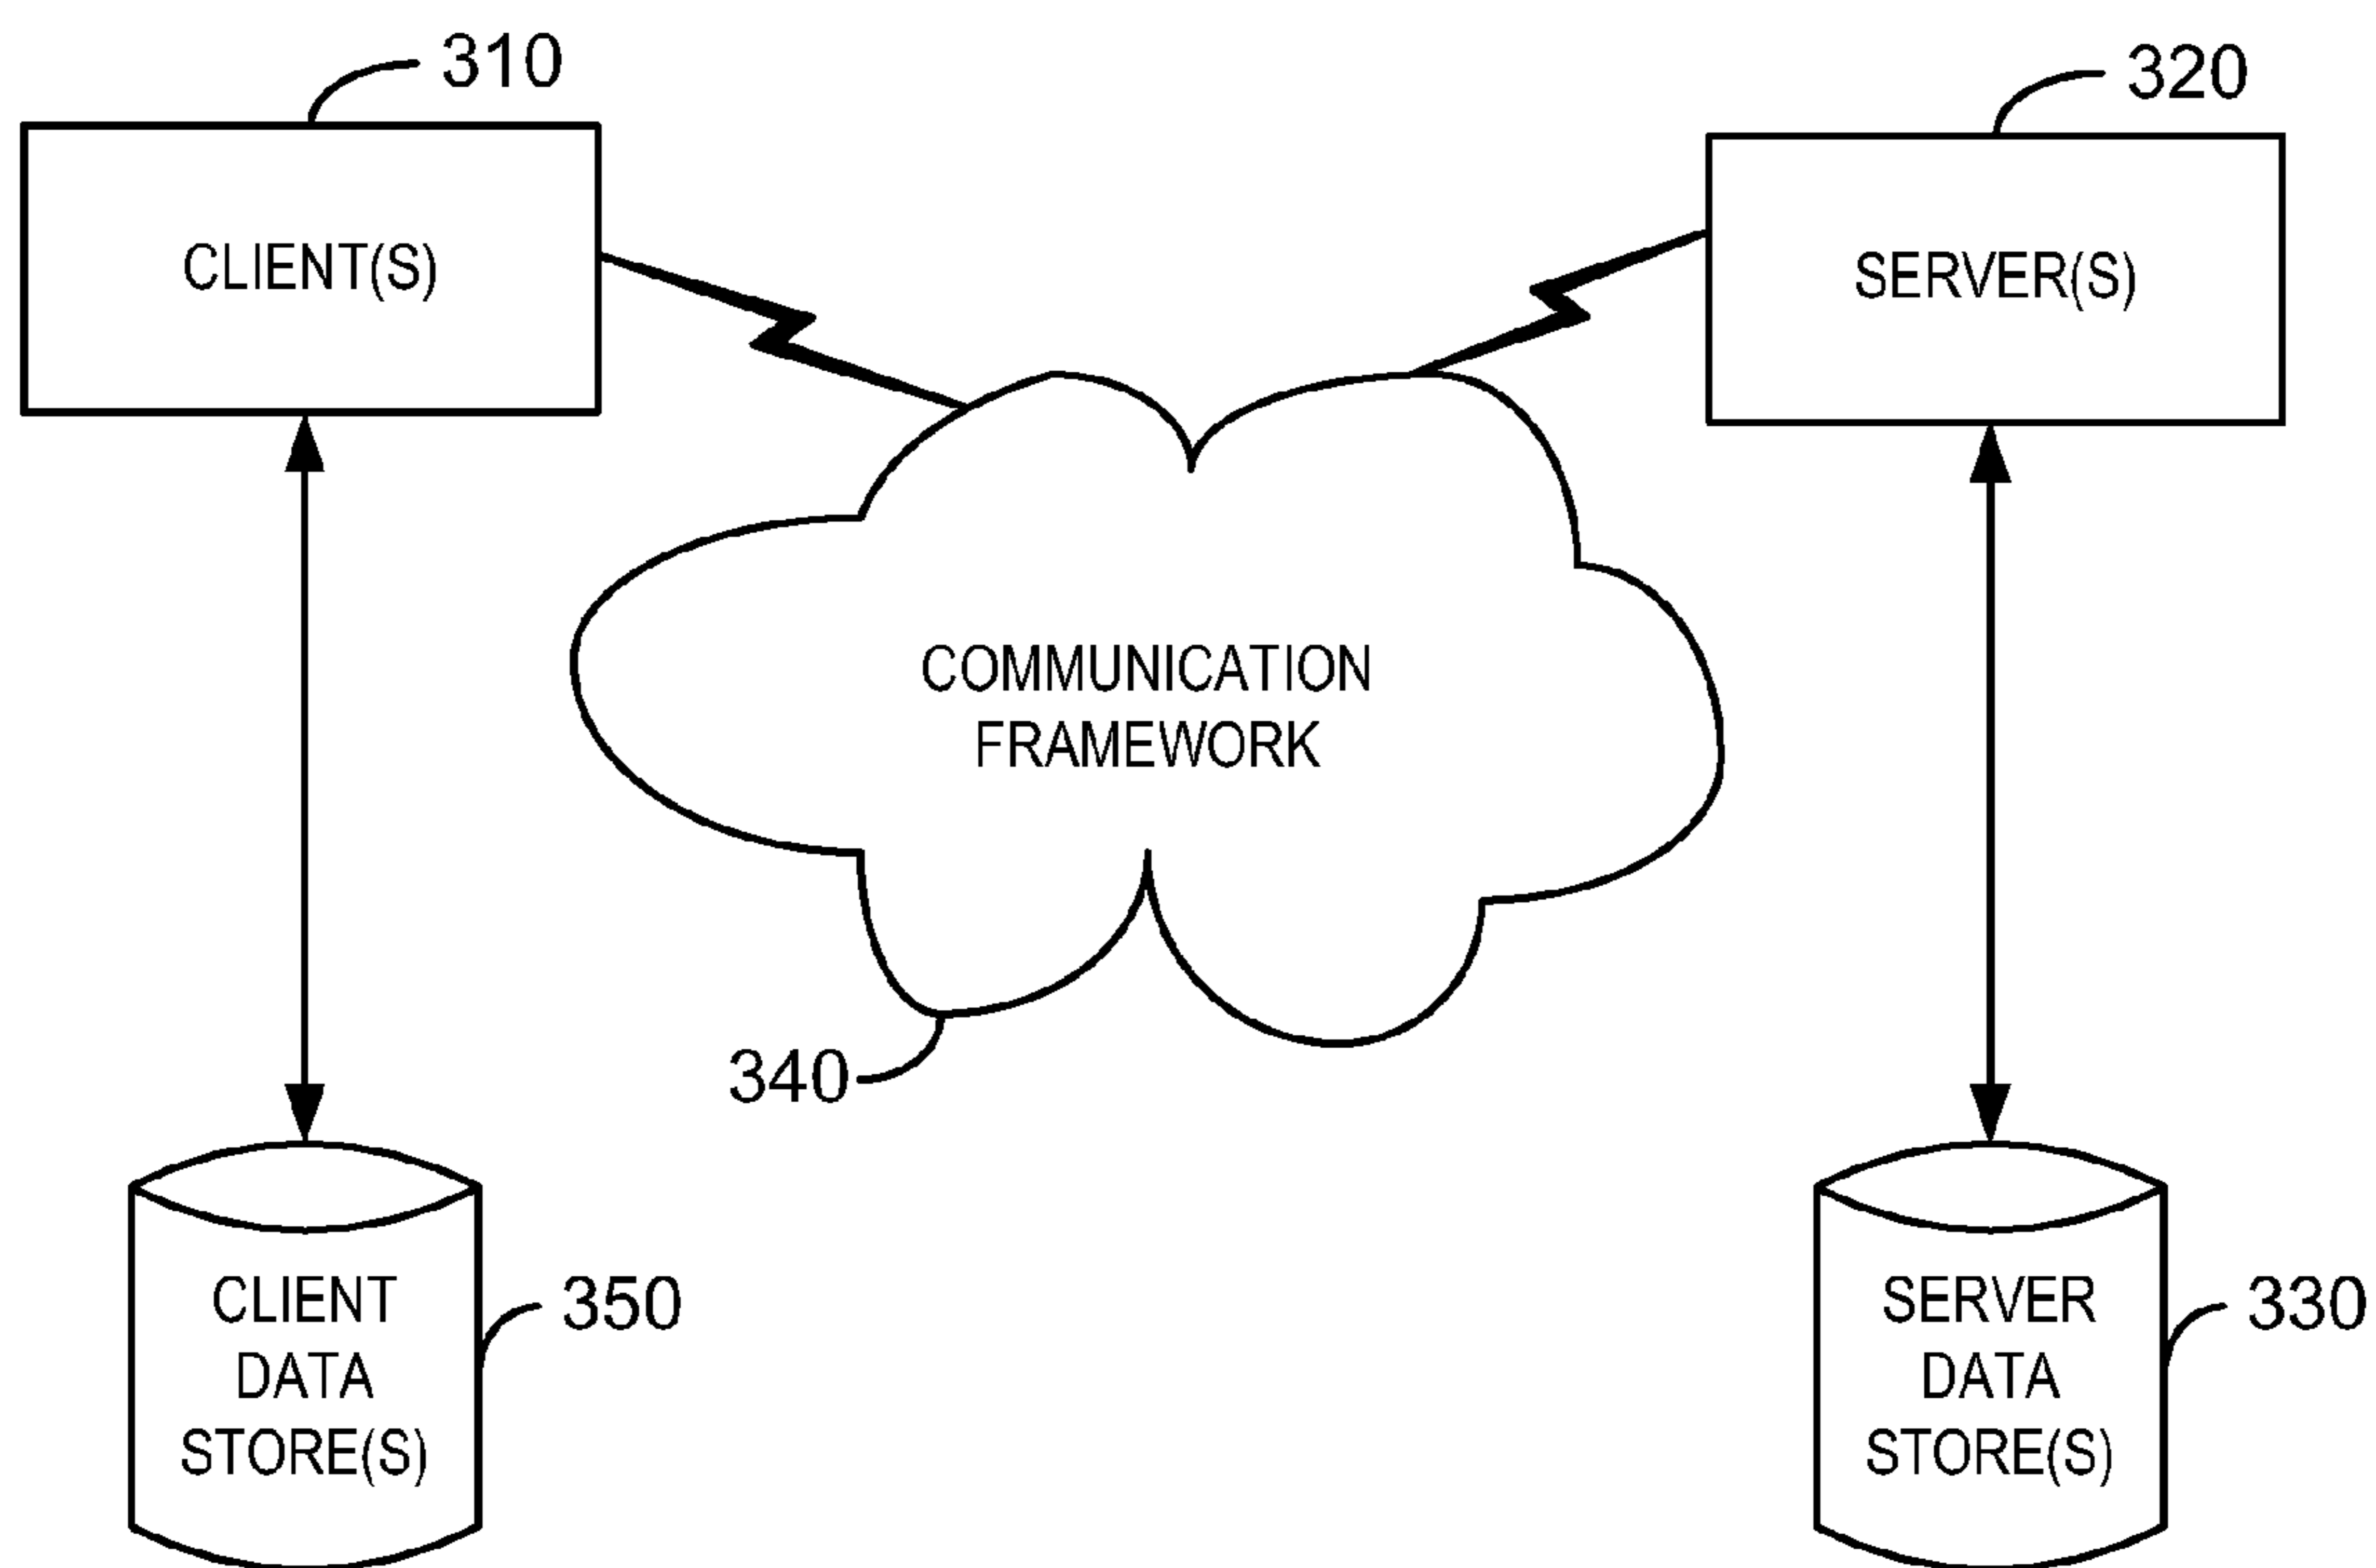 310
320
CLIENT(S)
SERVER(S)
COMMUNICATION
FRAMEWORK
340
CLIENT
DATA
STORE(S)
350
SERVER
DATA
STORE(S)
330